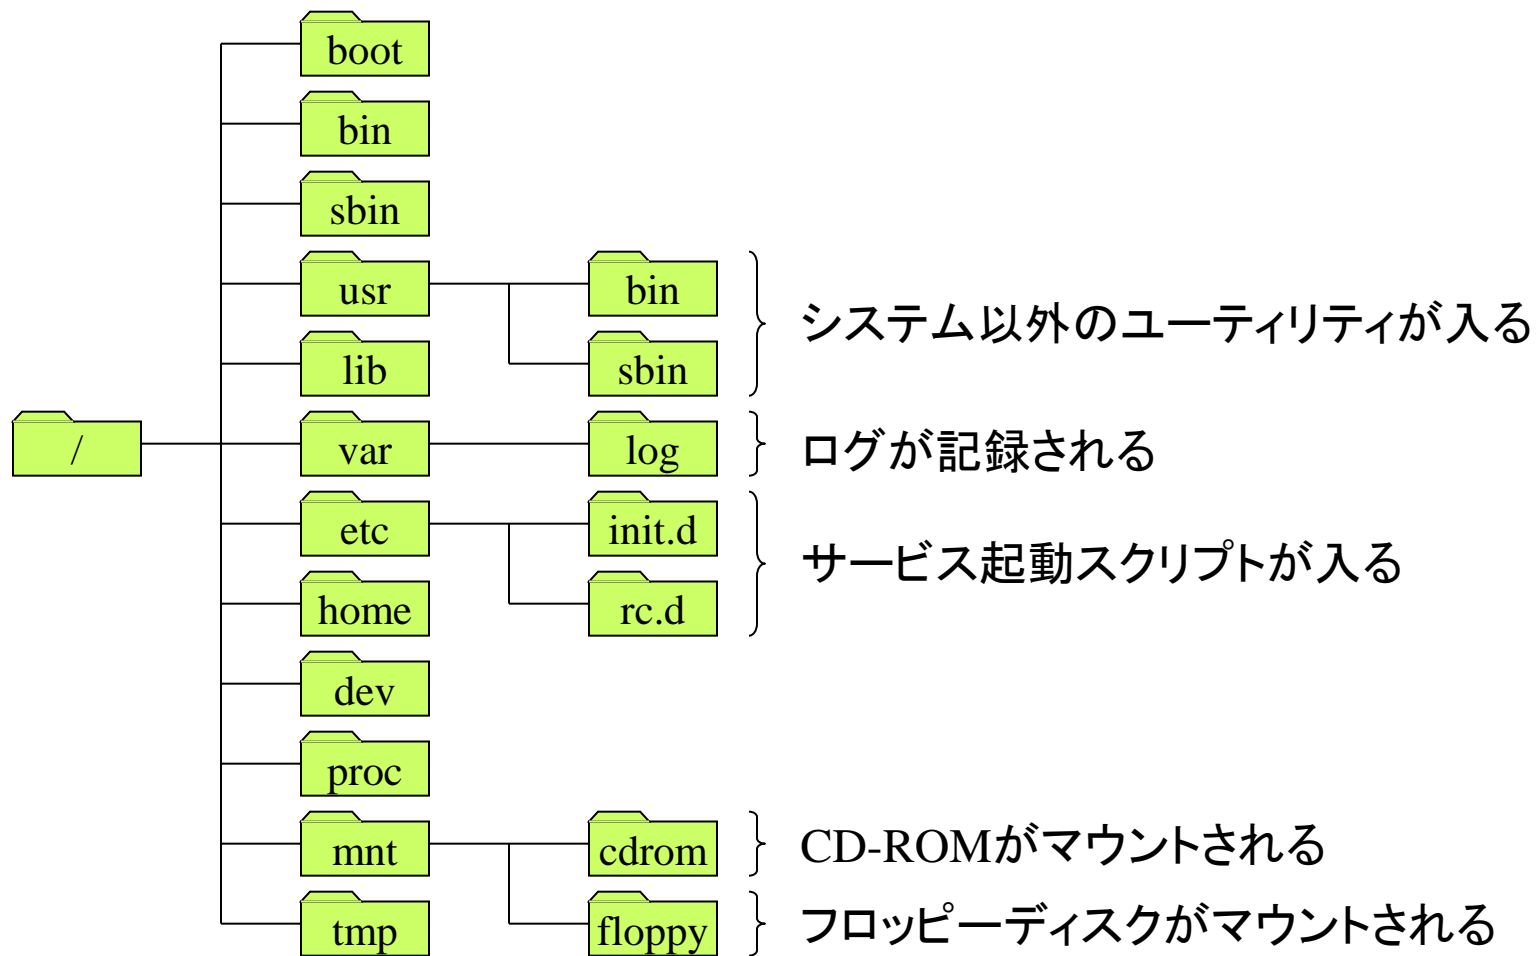 boot
bin
sbin
usr
bin
システム以外のユーティリティが入る
lib
sbin
/
var
log
ログが記録される
etc
init.d
サービス起動スクリプトが入る
home
rc.d
dev
proc
mnt
cdrom
CD-ROMがマウントされる
tmp
floppy
フロッピーディスクがマウントされる